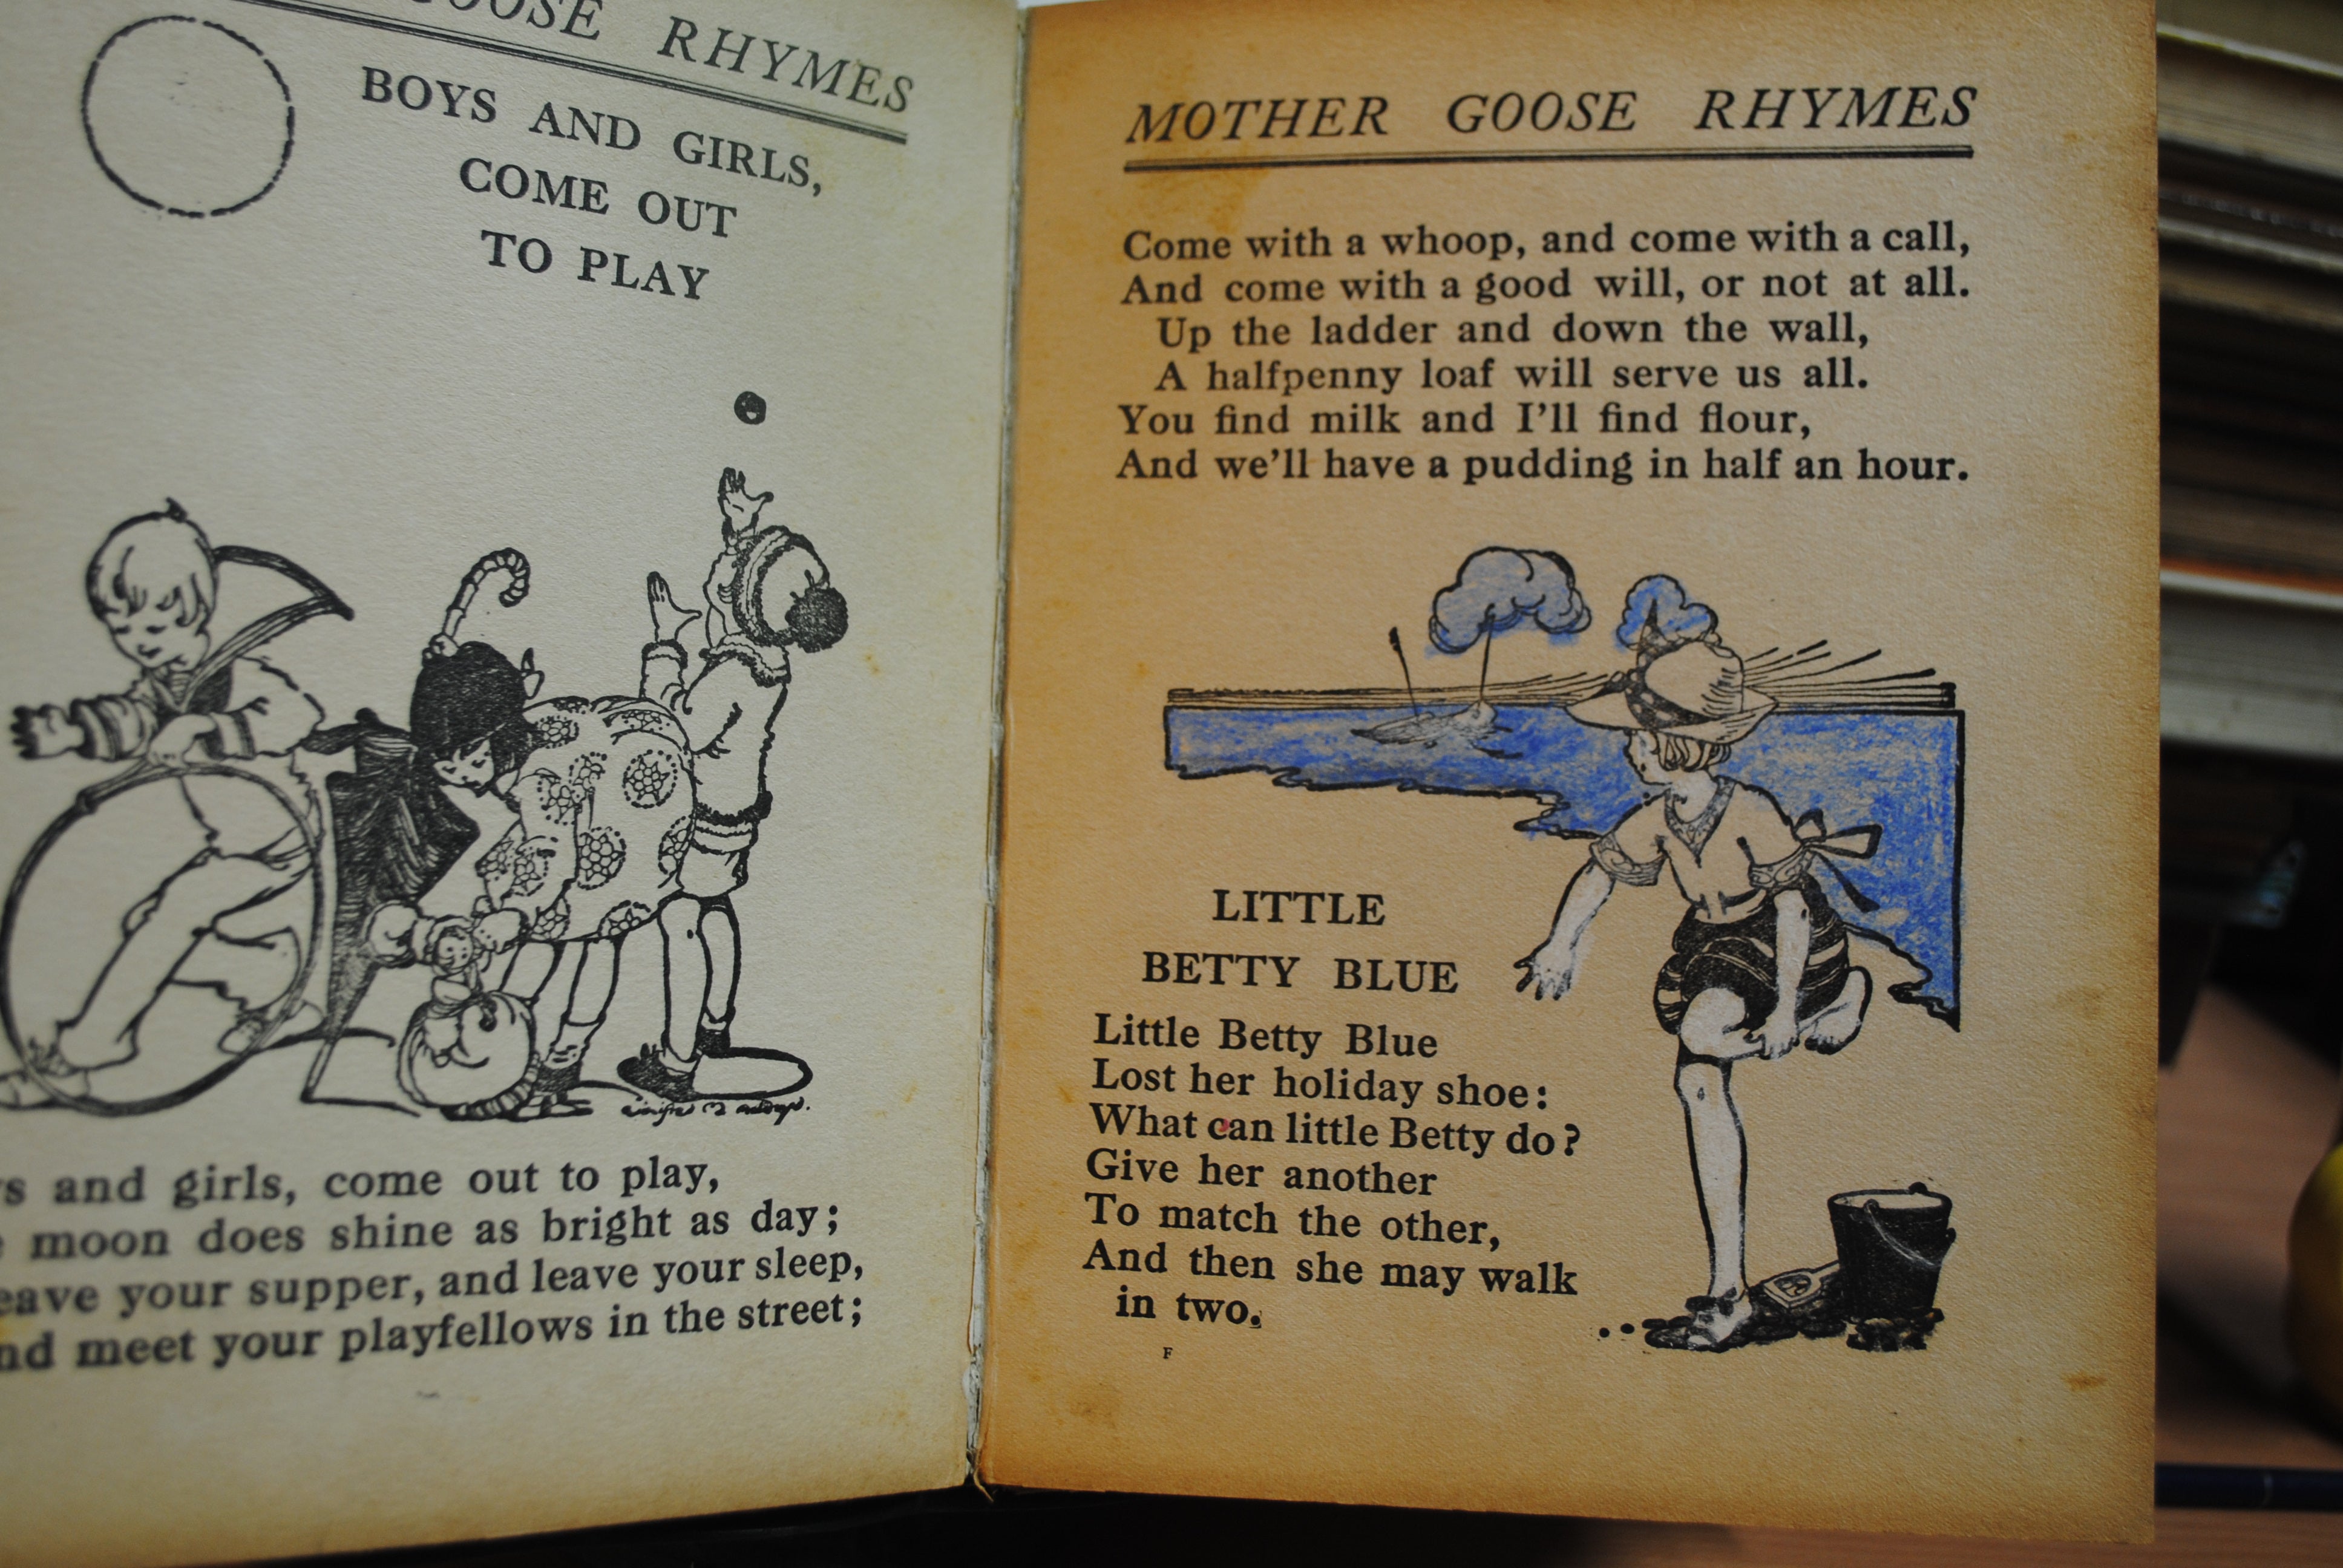 GOOSE RHYMES
BOYS AND GIRLS,
COME OUT
TO PLAY
and girls, come out to play,
moon does shine as bright as day;
your supper, and leave your sleep,
meet your playfellows in the street;
MOTHER GOOSE RHYMES
Come with a whoop, and come with a call,
And come with a good will, or not at all.
Up the ladder and down the wall,
A halfpenny loaf will serve us all.
You find milk and I'll find flour,
And we'll have a pudding in half an hour.
LITTLE
BETTY BLUE
Little Betty Blue
Lost her holiday shoe:
What can little Betty do?
Give her another
To match the other,
And then she may walk
in two.
F